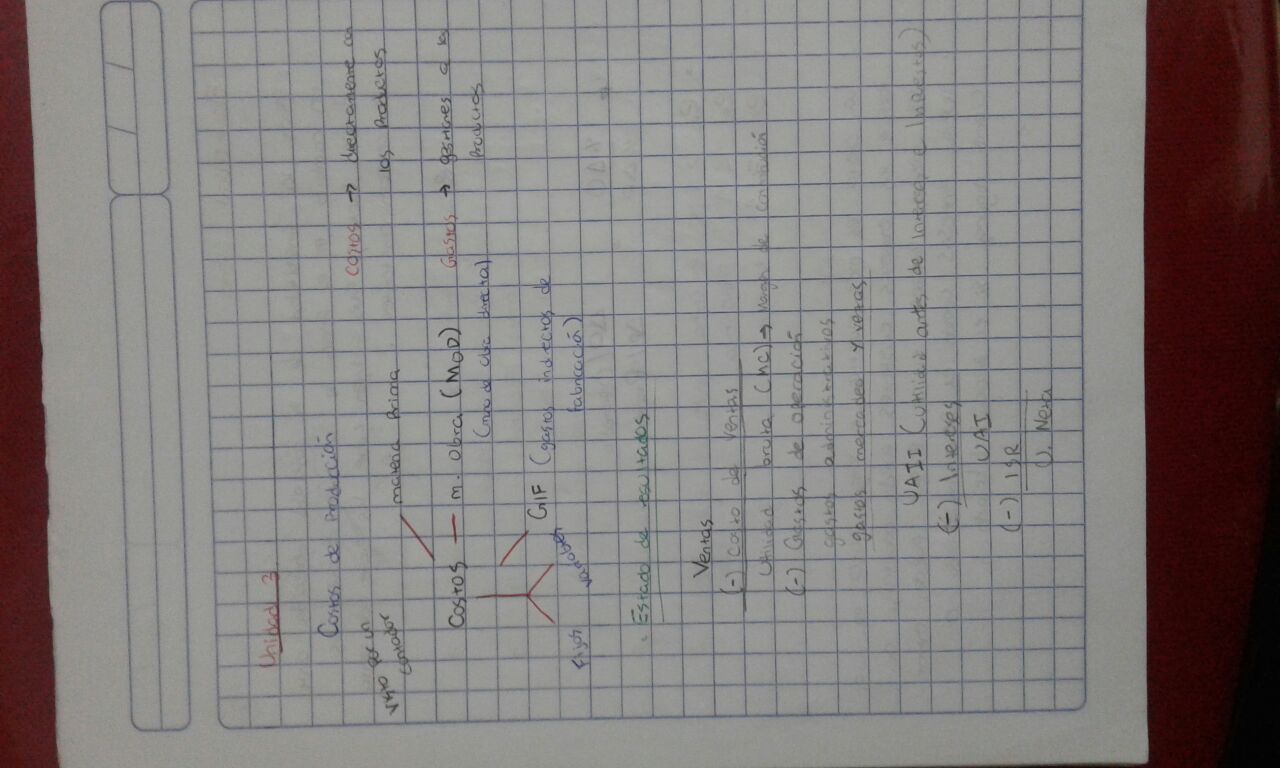 Unidad 3
Costos de Producción
visto por un
contador
Costos → directamente con
los Productos
materia Prima
Costos
m. Obra (MOD)
(mano de obra directa)
Gastos → gestiones a los
Productos
GIF (gastos indirectos de
fabricación)
Fijos
variables
Estado de resultados
Ventas
(-) Costo de ventas
Utilidad bruta (MC) → Margen de contribución
(-) Gastos de operación
gastos administrativos
gastos mercadeo y ventas
UAII (utilidad antes de intereses e Impuestos)
(-) Intereses
UAI
(-) ISR
U. Neta